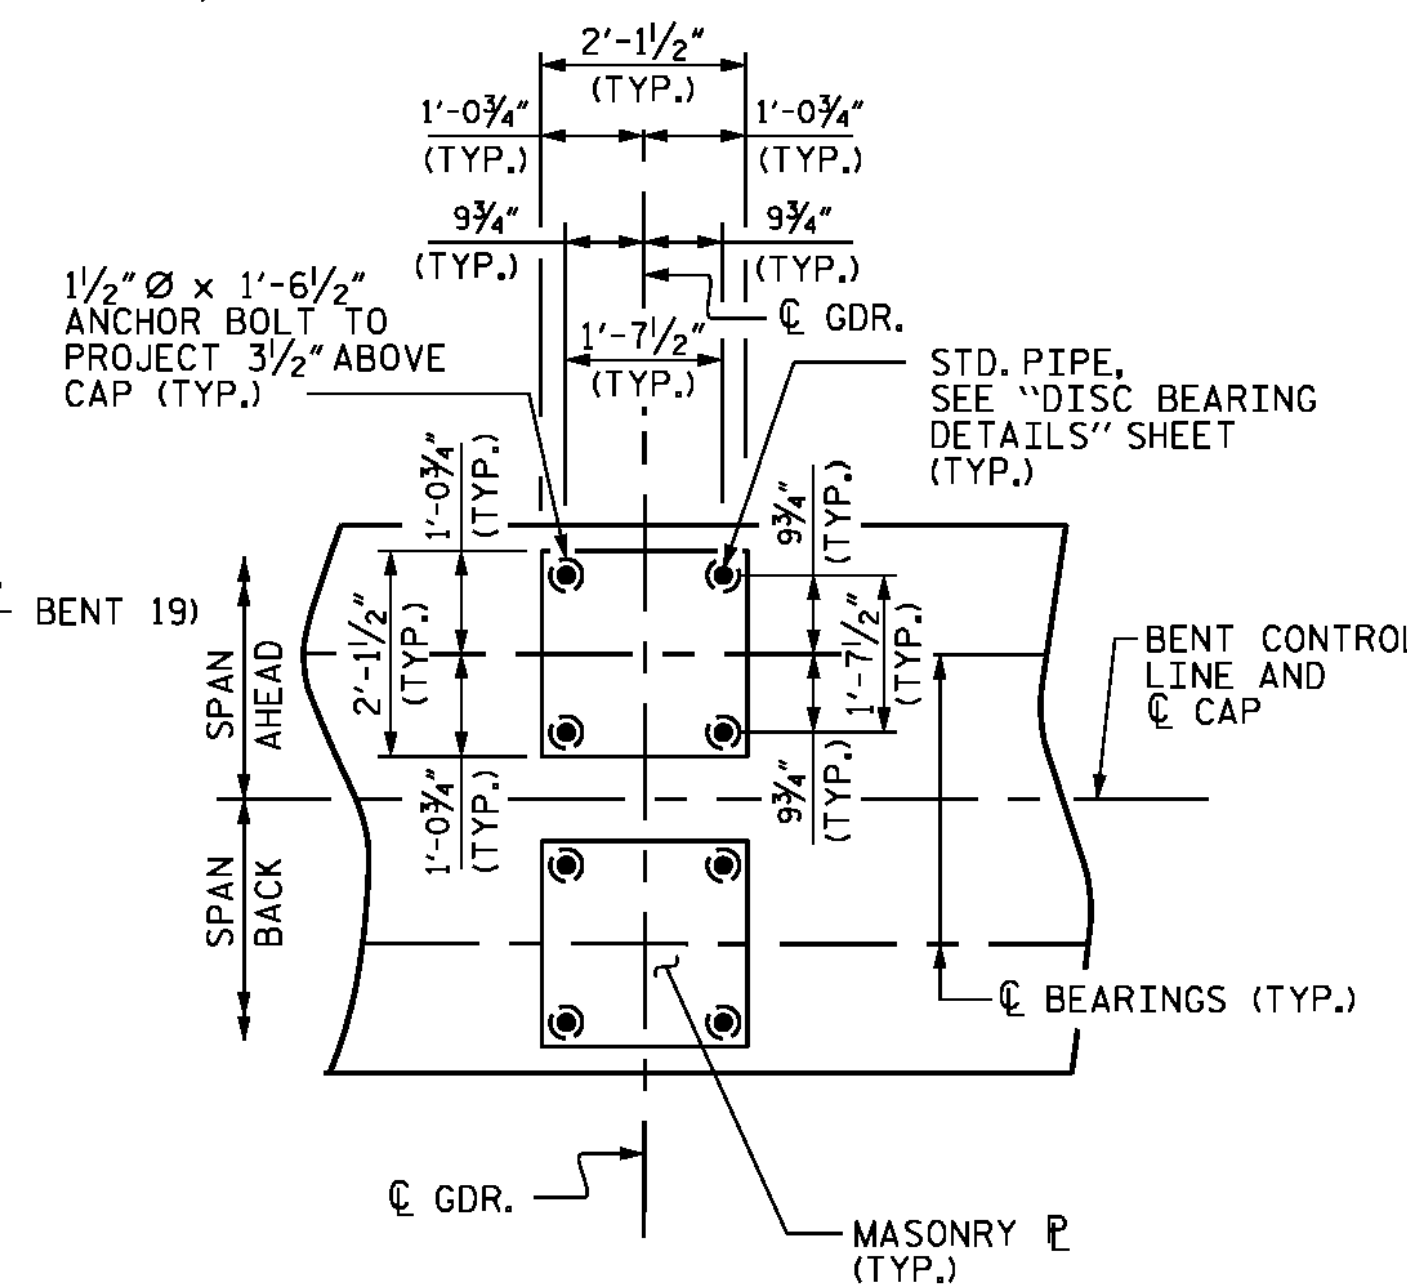 2'-1½"
(TYP.)
1'-0¾"
(TYP.)
1'-0¾"
(TYP.)
9¾"
(TYP.)
9¾"
(TYP.)
1½" Ø x 1'-6½"
ANCHOR BOLT TO
PROJECT 3½" ABOVE
CAP (TYP.)
℄ GDR.
1'-7½"
(TYP.)
STD. PIPE,
SEE "DISC BEARING
DETAILS" SHEET
(TYP.)
1'-0¾"
(TYP.)
9¾"
(TYP.)
BENT 19)
SPAN
AHEAD
2'-1½"
(TYP.)
1'-7½"
(TYP.)
BENT CONTROL
LINE AND
℄ CAP
1'-0¾"
(TYP.)
9¾"
(TYP.)
SPAN
BACK
℄ BEARINGS (TYP.)
℄ GDR.
MASONRY ⅊
(TYP.)